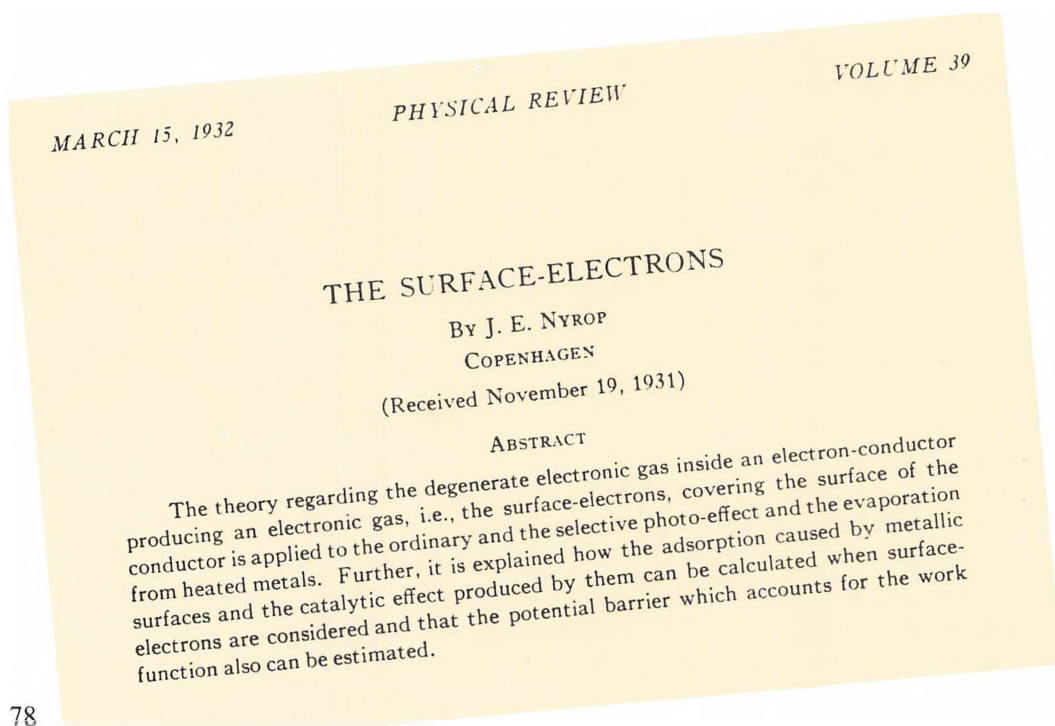 MARCH 15, 1932 PHYSICAL REVIEW VOLUME 39
THE SURFACE-ELECTRONS
BY J. E. NYROP
COPENHAGEN
(Received November 19, 1931)
ABSTRACT
The theory regarding the degenerate electronic gas inside an electron-conductor
producing an electronic gas, i.e., the surface-electrons, covering the surface of the
conductor is applied to the ordinary and the selective photo-effect and the evaporation
from heated metals. Further, it is explained how the adsorption caused by metallic
surfaces and the catalytic effect produced by them can be calculated when surface-
electrons are considered and that the potential barrier which accounts for the work
function also can be estimated.
78